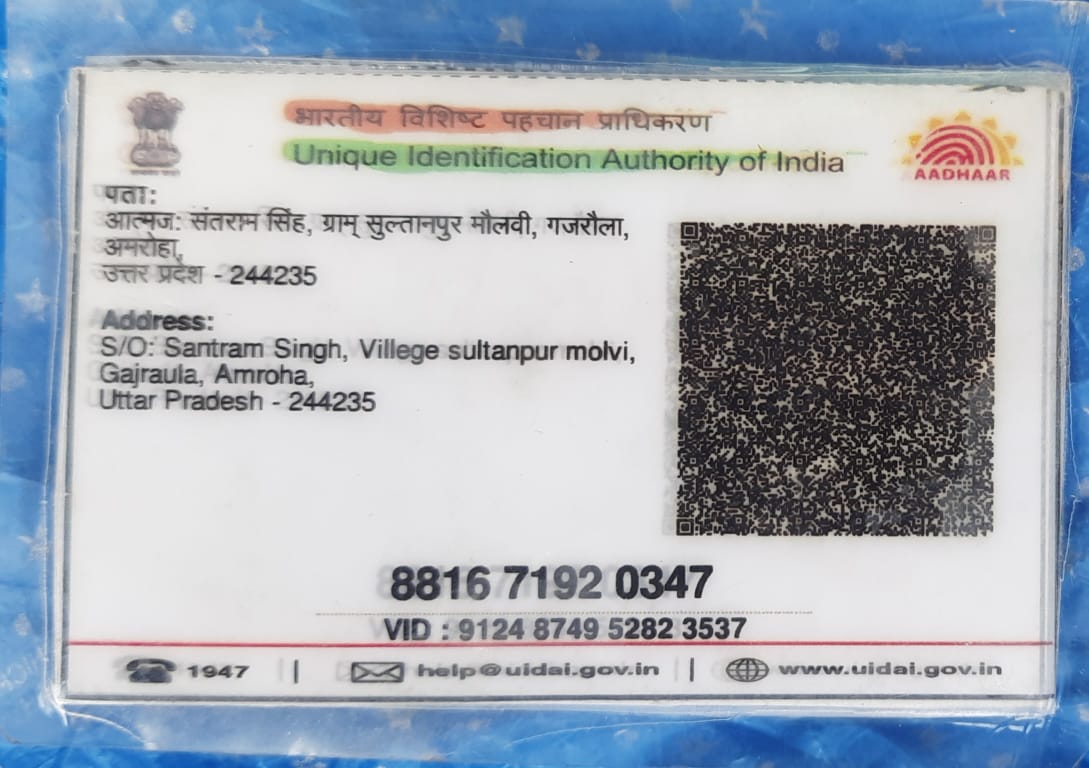 भारतीय विशिष्ट पहचान प्राधिकरण
Unique Identification Authority of India
AADHAAR
पता:
आत्मज: संतराम सिंह, ग्राम् सुल्तानपुर मौलवी, गजरौला,
अमरोहा,
उत्तर प्रदेश - 244235
Address:
S/O: Santram Singh, Villege sultanpur molvi,
Gajraula, Amroha,
Uttar Pradesh - 244235
8816 7192 0347
VID : 9124 8749 5282 3537
1947 | help@uidai.gov.in | www.uidai.gov.in